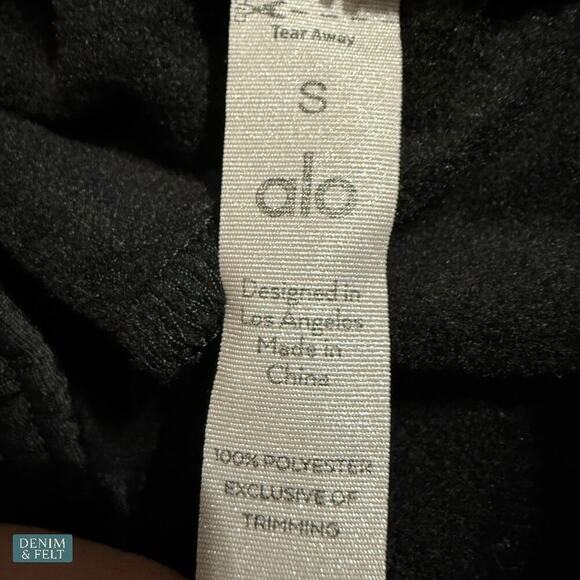 Tear Away
S
alo
Designed in
Los Angeles
Made in
China
100% POLYESTER
EXCLUSIVE OF
TRIMMING
DENIM
& FELT